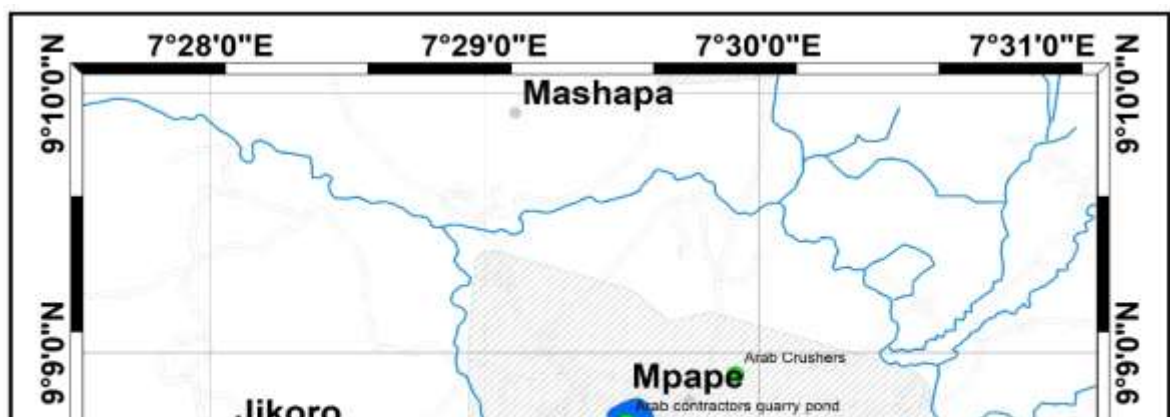 7°28'0"E 7°29'0"E 7°30'0"E 7°31'0"E
9°10'0"N
9°10'0"N
Mashapa
9°9'0"N
9°9'0"N
Arab Crushers
Mpape
Arab contractors quarry pond
Jikoro